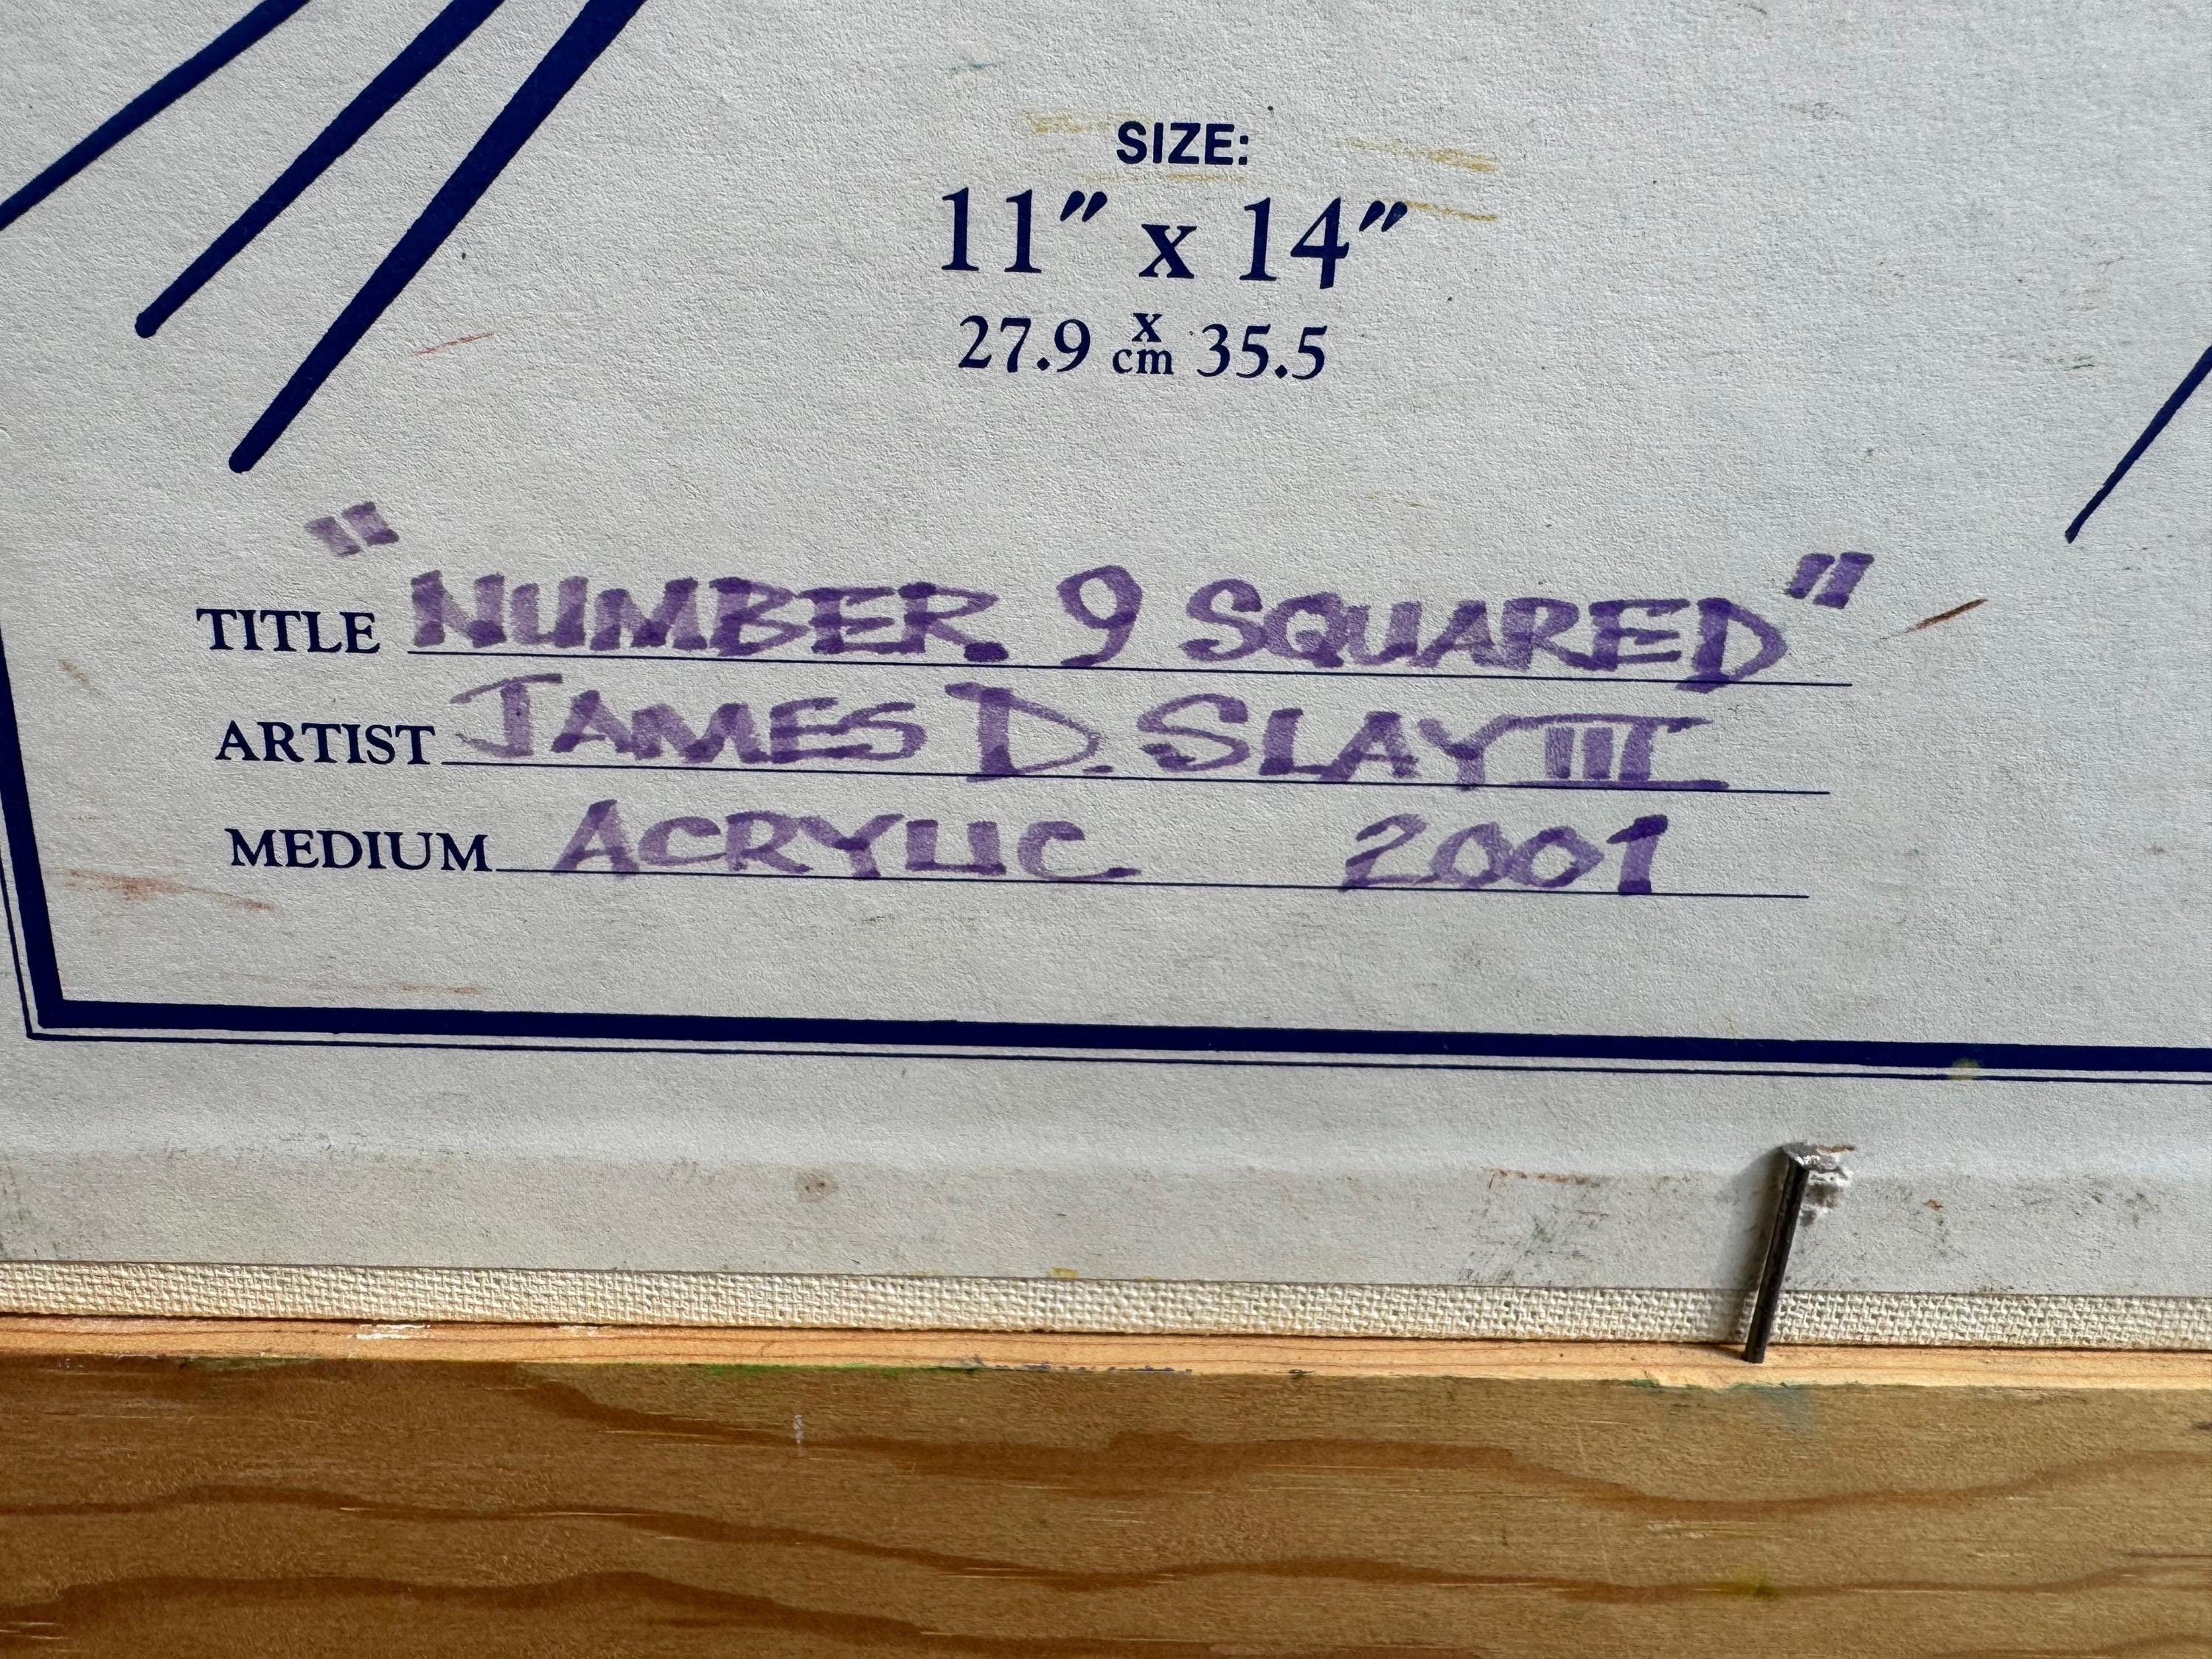 SIZE:
11" x 14"
27.9 x cm 35.5
TITLE "NUMBER 9 SQUARED"
ARTIST JAMES D. SLAY III
MEDIUM ACRYLIC 2001